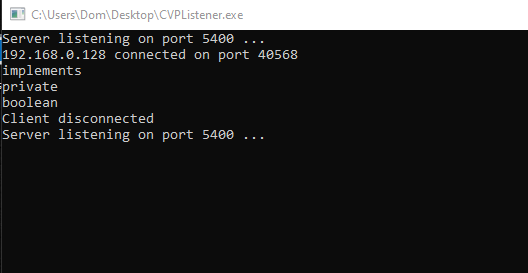 C:\Users\Dom\Desktop\CVPListener.exe
Server listening on port 5400 ...
192.168.0.128 connected on port 40568
implements
private
boolean
Client disconnected
Server listening on port 5400 ...